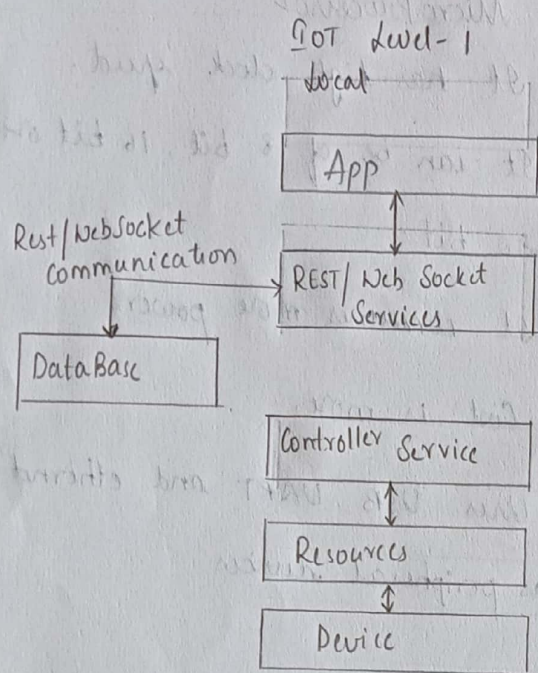 IOT Level-1
Local
App
Rest/WebSocket
Communication
REST/Web Socket
Services
DataBase
Controller Service
Resources
Device